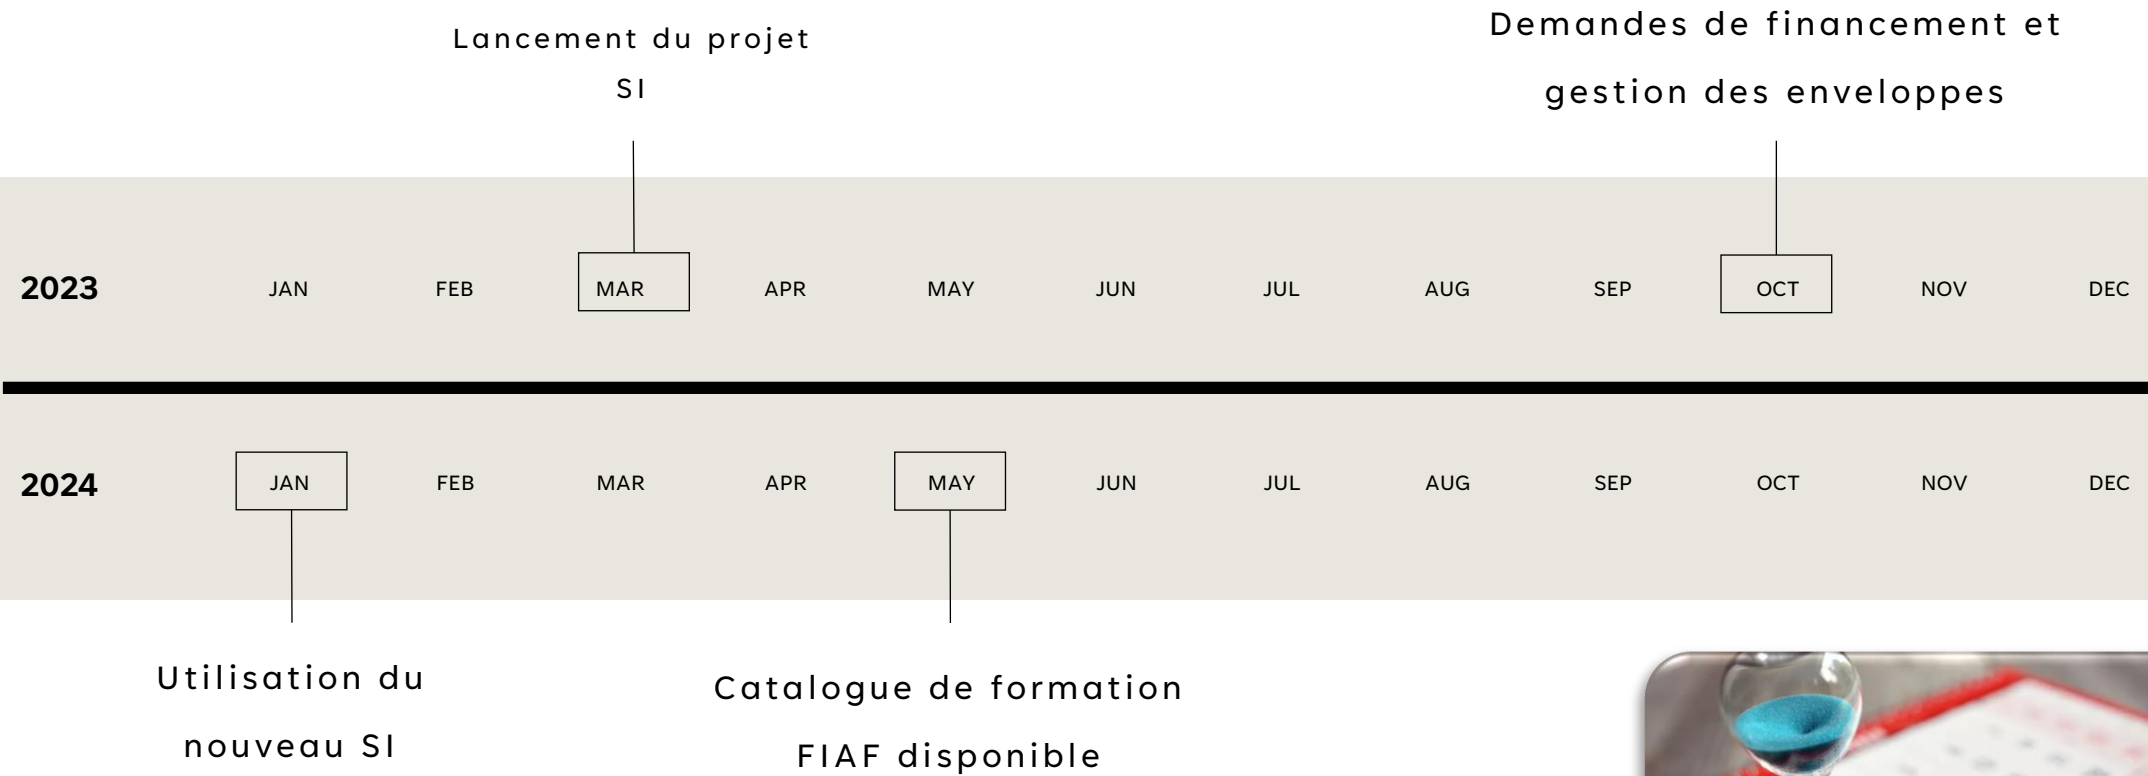 Lancement du projet
SI
Demandes de financement et
gestion des enveloppes
2023 JAN FEB MAR APR MAY JUN JUL AUG SEP OCT NOV DEC
2024 JAN FEB MAR APR MAY JUN JUL AUG SEP OCT NOV DEC
Utilisation du
nouveau SI
Catalogue de formation
FIAF disponible